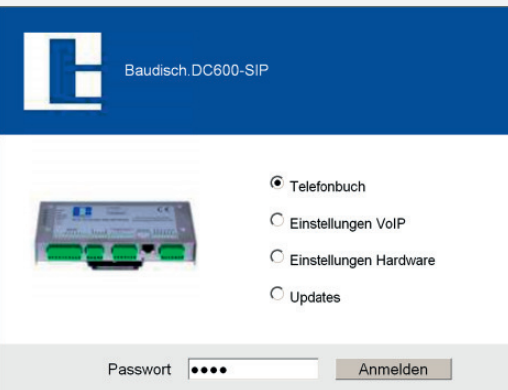 Baudisch.DC600-SIP
Telefonbuch
Einstellungen VoIP
Einstellungen Hardware
Updates
Passwort ●●●● Anmelden